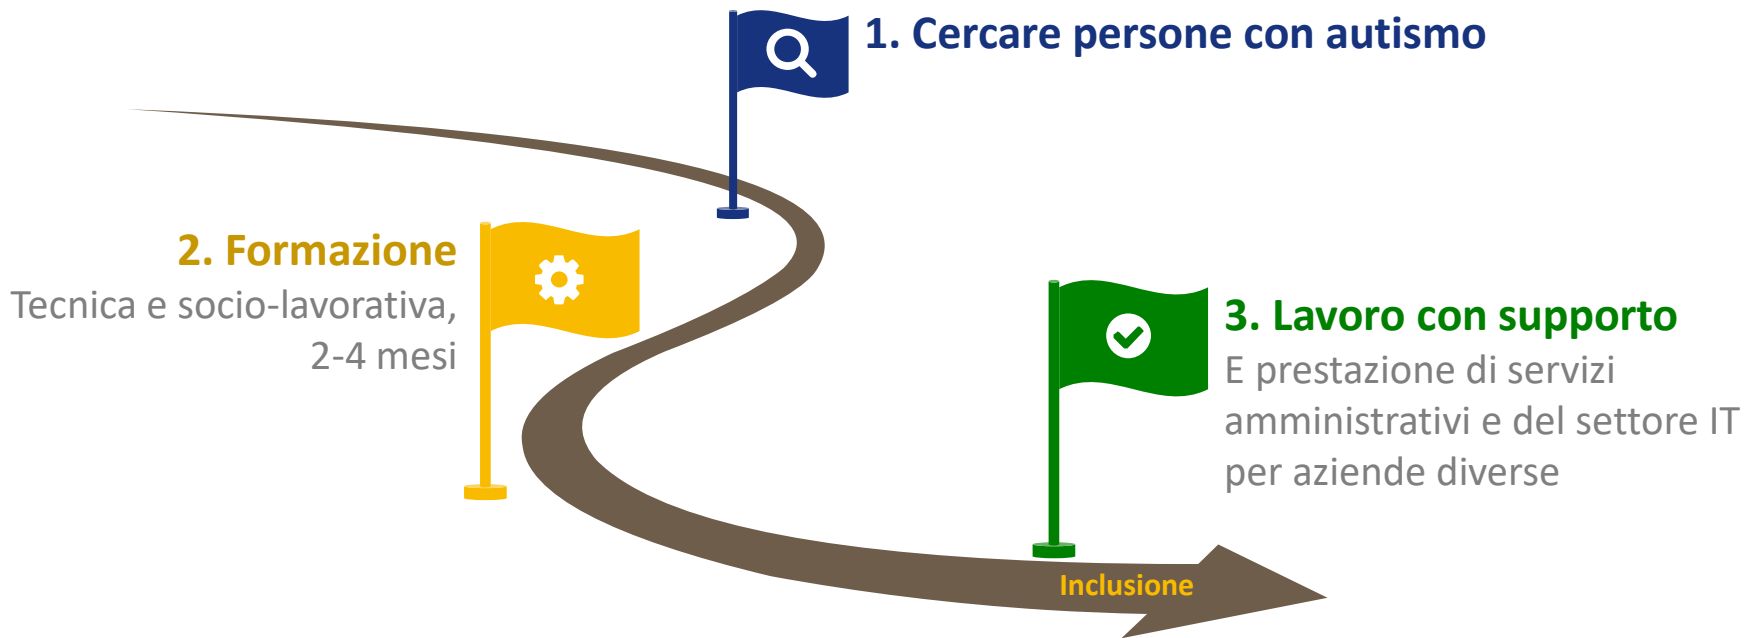 1. Cercare persone con autismo
2. Formazione
Tecnica e socio-lavorativa,
2-4 mesi
3. Lavoro con supporto
E prestazione di servizi
amministrativi e del settore IT
per aziende diverse
Inclusione